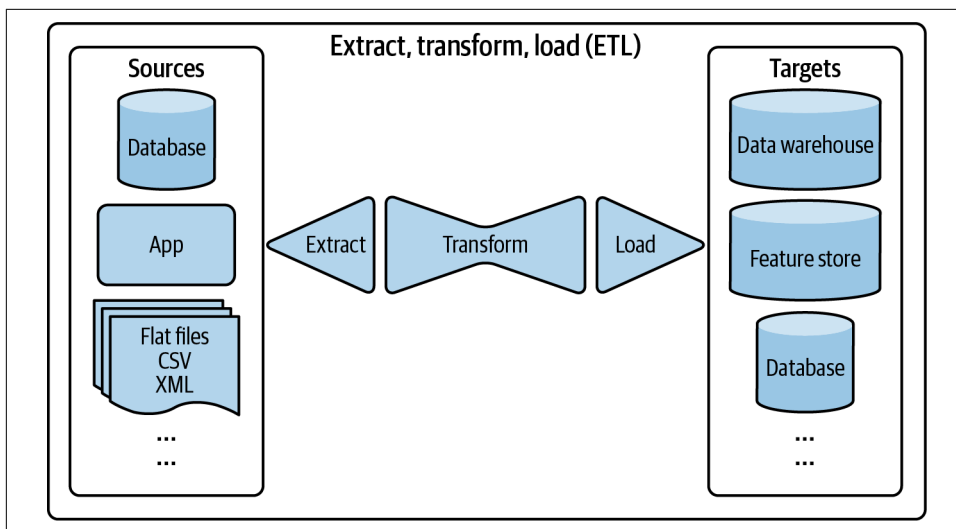 Extract, transform, load (ETL)
Sources
Database
App
Flat files
CSV
XML
...
...
Extract
Transform
Load
Targets
Data warehouse
Feature store
Database
...
...